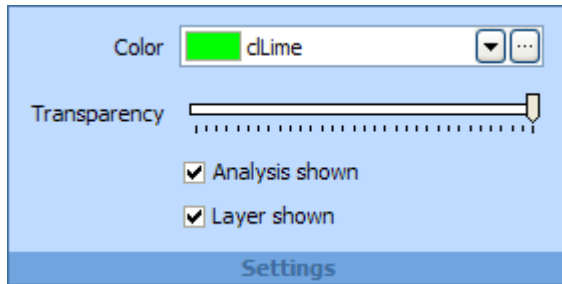 Color clLime
Transparency
Analysis shown
Layer shown
Settings